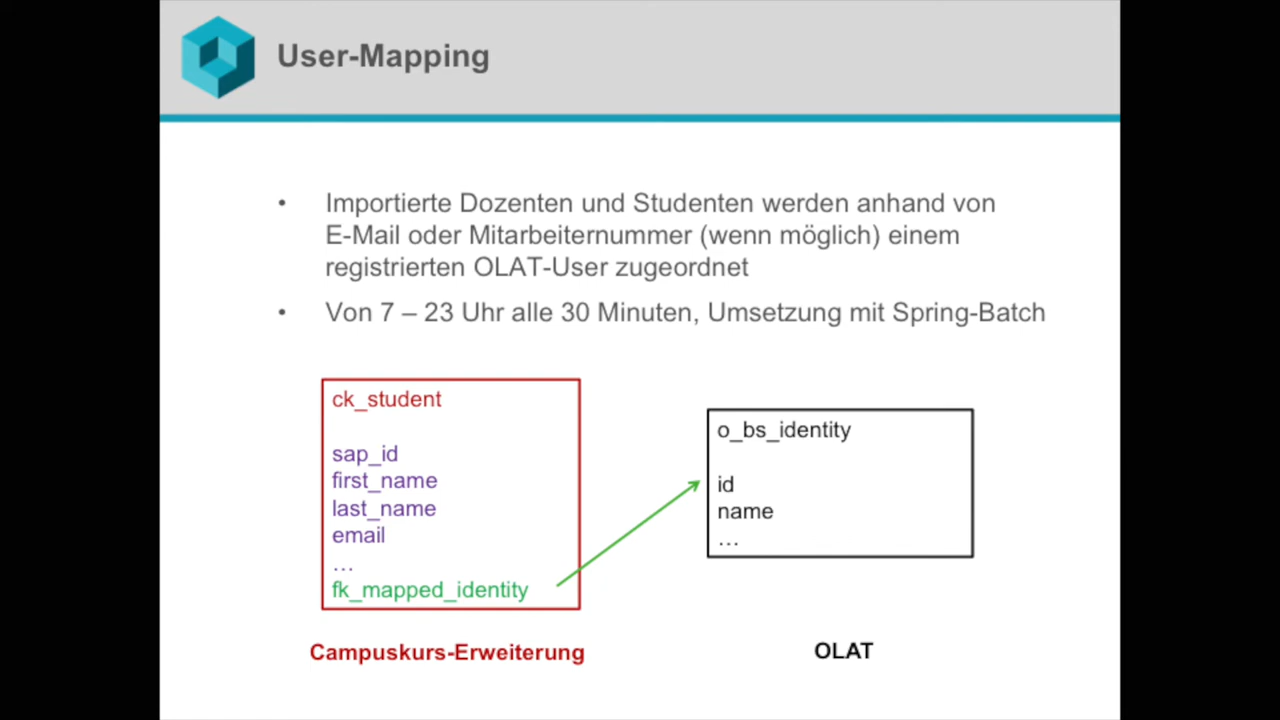 User-Mapping
• Importierte Dozenten und Studenten werden anhand von
E-Mail oder Mitarbeiternummer (wenn möglich) einem
registrierten OLAT-User zugeordnet
• Von 7 – 23 Uhr alle 30 Minuten, Umsetzung mit Spring-Batch
ck_student
sap_id
first_name
last_name
email
…
fk_mapped_identity
Campuskurs-Erweiterung
o_bs_identity
id
name
…
OLAT